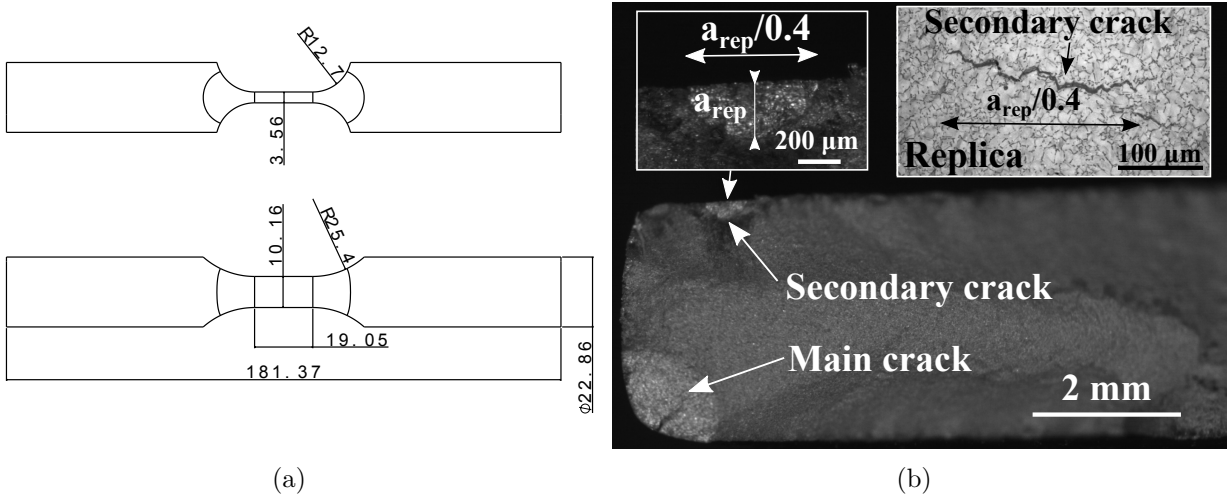 R12.7
3.56
10.16
R25.4
19.05
181.37
Φ22.86
(a)
(b)
a_rep/0.4
a_rep
200 μm
Secondary crack
a_rep/0.4
Replica
100 μm
Secondary crack
Main crack
2 mm